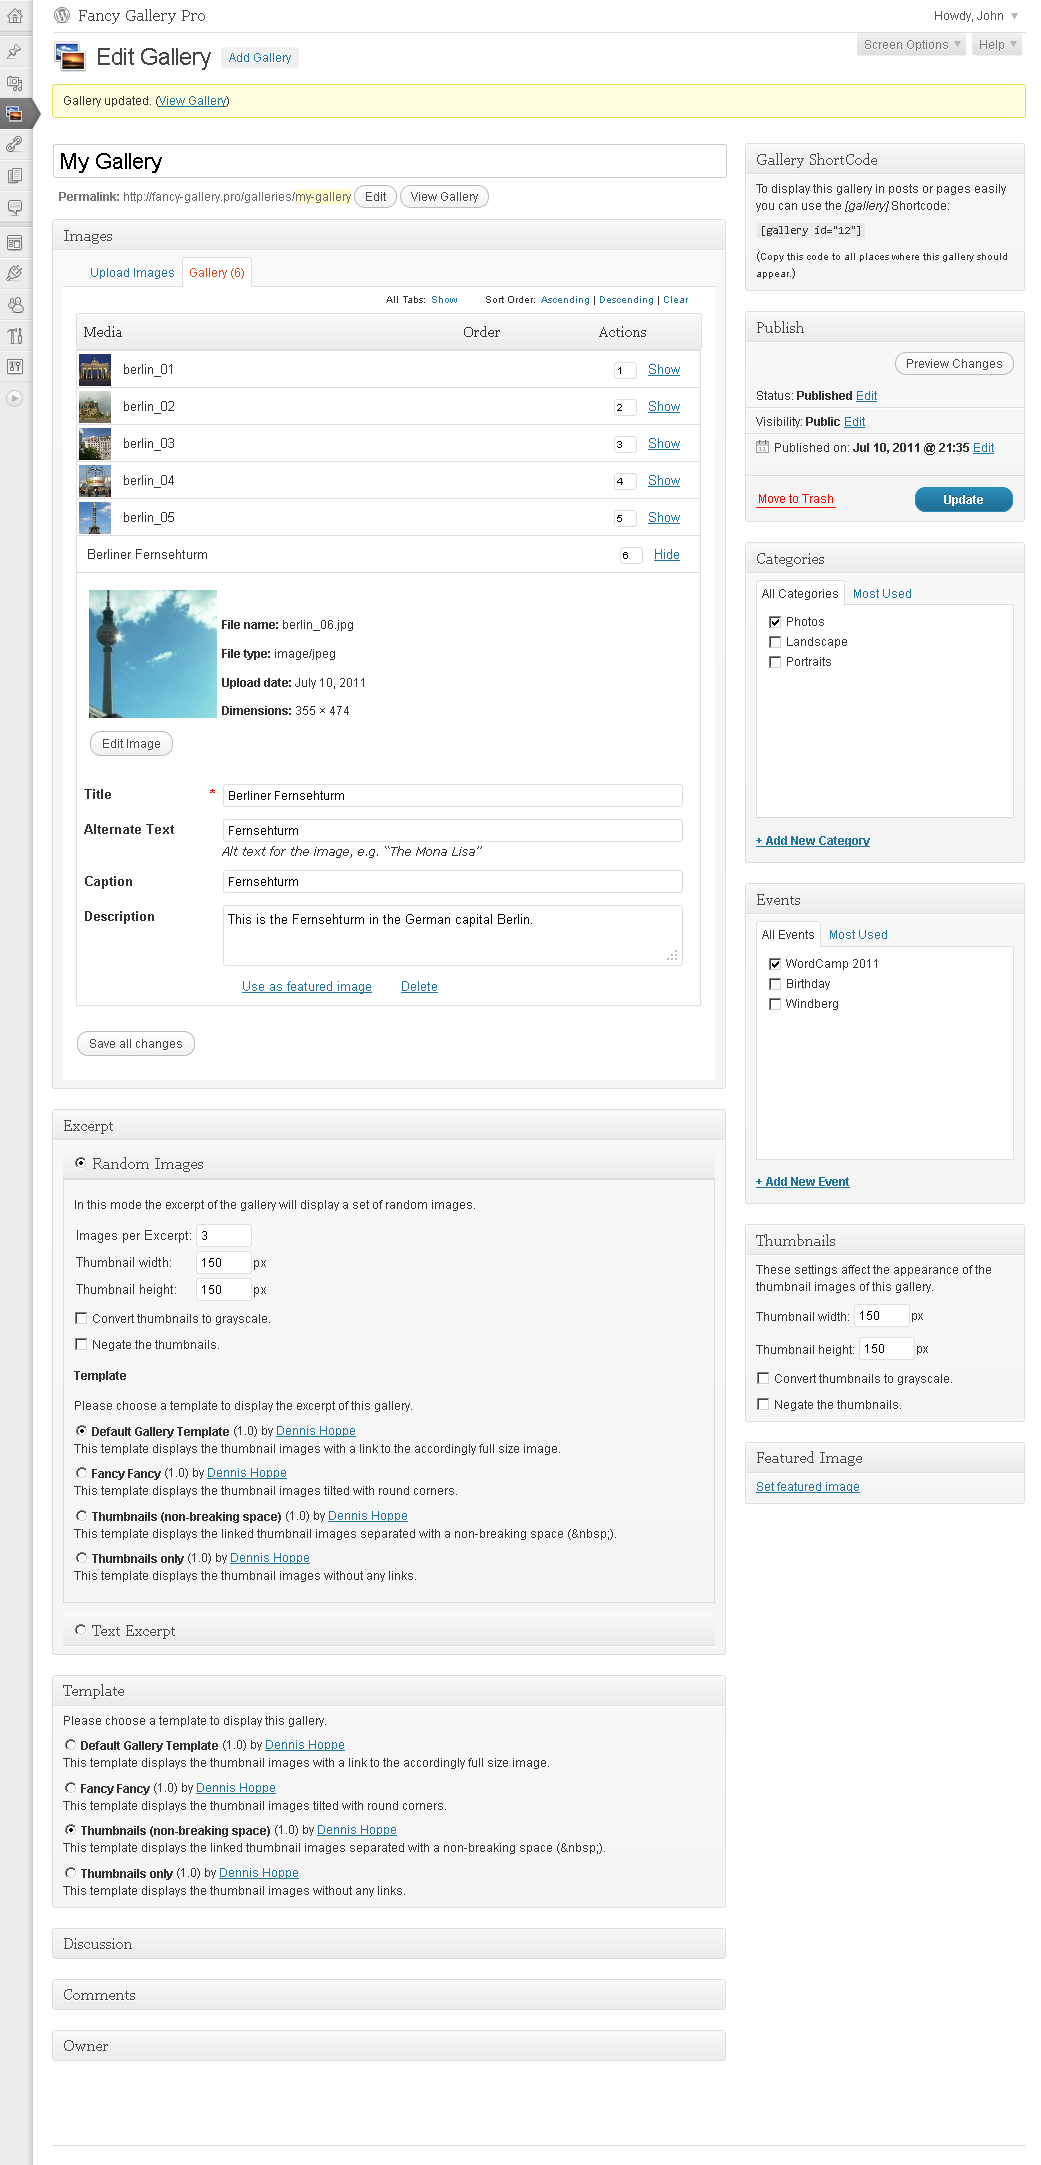 Fancy Gallery Pro
Howdy, John
Screen Options
Help
Edit Gallery
Add Gallery
Gallery updated. (View Gallery)
My Gallery
Permalink: http://fancy-gallery.pro/galleries/my-gallery Edit View Gallery
Images
Upload Images Gallery (6)
All Tabs: Show Sort Order: Ascending | Descending | Clear
Media Order Actions
berlin_01 1 Show
berlin_02 2 Show
berlin_03 3 Show
berlin_04 4 Show
berlin_05 5 Show
Berliner Fernsehturm 6 Hide
File name: berlin_06.jpg
File type: image/jpeg
Upload date: July 10, 2011
Dimensions: 355 × 474
Edit Image
Title * Berliner Fernsehturm
Alternate Text Fernsehturm
Alt text for the image, e.g. “The Mona Lisa”
Caption Fernsehturm
Description This is the Fernsehturm in the German capital Berlin.
Use as featured image Delete
Save all changes
Excerpt
Random Images
In this mode the excerpt of the gallery will display a set of random images.
Images per Excerpt: 3
Thumbnail width: 150 px
Thumbnail height: 150 px
Convert thumbnails to grayscale.
Negate the thumbnails.
Template
Please choose a template to display the excerpt of this gallery.
Default Gallery Template (1.0) by Dennis Hoppe
This template displays the thumbnail images with a link to the accordingly full size image.
Fancy Fancy (1.0) by Dennis Hoppe
This template displays the thumbnail images tilted with round corners.
Thumbnails (non-breaking space) (1.0) by Dennis Hoppe
This template displays the linked thumbnail images separated with a non-breaking space (&nbsp;).
Thumbnails only (1.0) by Dennis Hoppe
This template displays the thumbnail images without any links.
Text Excerpt
Template
Please choose a template to display this gallery.
Default Gallery Template (1.0) by Dennis Hoppe
This template displays the thumbnail images with a link to the accordingly full size image.
Fancy Fancy (1.0) by Dennis Hoppe
This template displays the thumbnail images tilted with round corners.
Thumbnails (non-breaking space) (1.0) by Dennis Hoppe
This template displays the linked thumbnail images separated with a non-breaking space (&nbsp;).
Thumbnails only (1.0) by Dennis Hoppe
This template displays the thumbnail images without any links.
Discussion
Comments
Owner
Gallery ShortCode
To display this gallery in posts or pages easily
you can use the [gallery] Shortcode:
[gallery id="12"]
(Copy this code to all places where this gallery should
appear.)
Publish
Preview Changes
Status: Published Edit
Visibility: Public Edit
Published on: Jul 10, 2011 @ 21:35 Edit
Move to Trash Update
Categories
All Categories Most Used
Photos
Landscape
Portraits
+ Add New Category
Events
All Events Most Used
WordCamp 2011
Birthday
Windberg
+ Add New Event
Thumbnails
These settings affect the appearance of the
thumbnail images of this gallery.
Thumbnail width: 150 px
Thumbnail height: 150 px
Convert thumbnails to grayscale.
Negate the thumbnails.
Featured Image
Set featured image